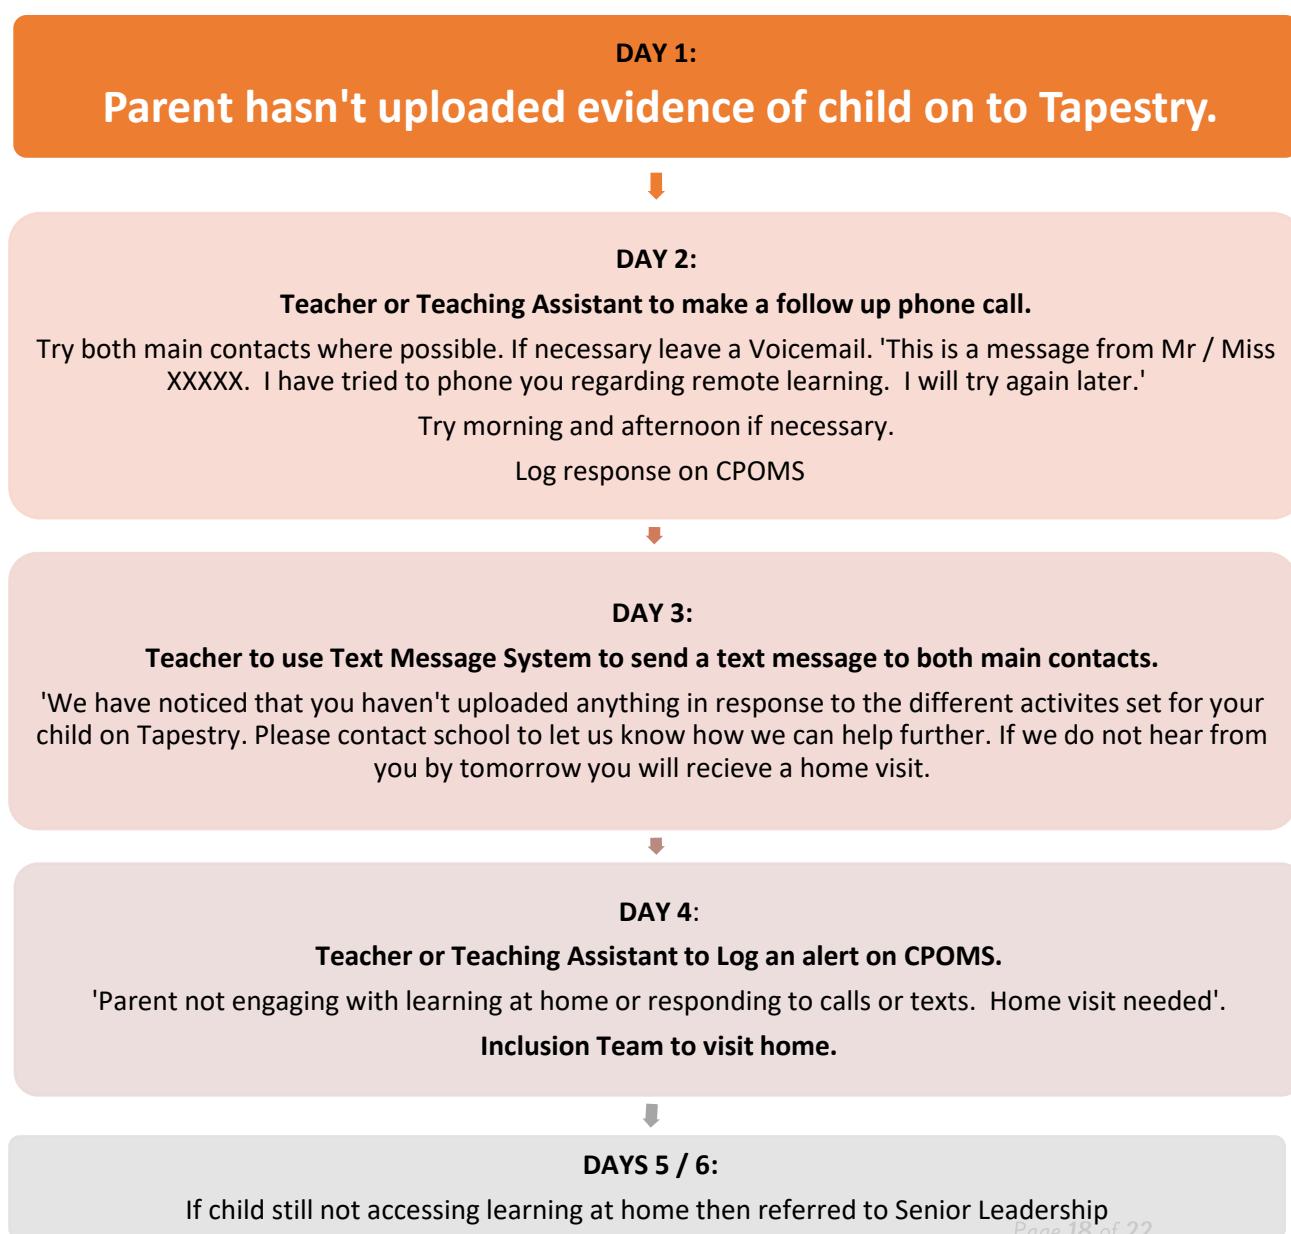 DAY 1:
Parent hasn't uploaded evidence of child on to Tapestry.
DAY 2:
Teacher or Teaching Assistant to make a follow up phone call.
Try both main contacts where possible. If necessary leave a Voicemail. 'This is a message from Mr / Miss
XXXXX.  I have tried to phone you regarding remote learning.  I will try again later.'
Try morning and afternoon if necessary.
Log response on CPOMS
DAY 3:
Teacher to use Text Message System to send a text message to both main contacts.
'We have noticed that you haven't uploaded anything in response to the different activites set for your
child on Tapestry. Please contact school to let us know how we can help further. If we do not hear from
you by tomorrow you will recieve a home visit.
DAY 4:
Teacher or Teaching Assistant to Log an alert on CPOMS.
'Parent not engaging with learning at home or responding to calls or texts.  Home visit needed'.
Inclusion Team to visit home.
DAYS 5 / 6:
If child still not accessing learning at home then referred to Senior Leadership
Page 18 of 22